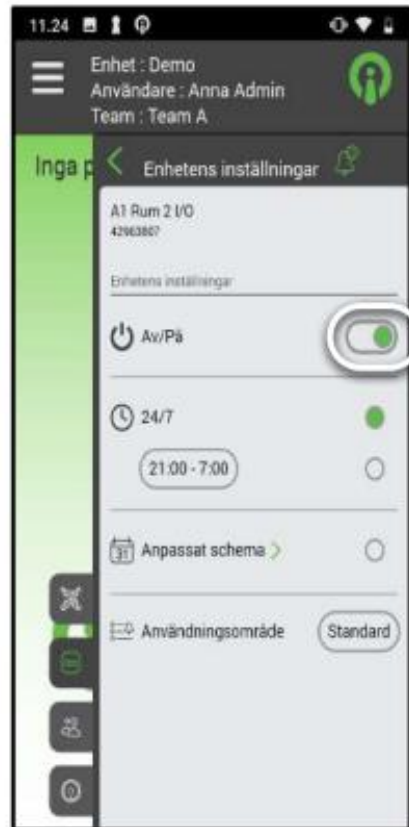 11.24
Enhet : Demo
Användare : Anna Admin
Team : Team A
Inga p
Enhetens inställningar
A1 Rum 2 I/O
42963807
Enhetens inställningar
Av/På
24/7
21:00 - 7:00
31
Anpassat schema
Användningsområde
Standard